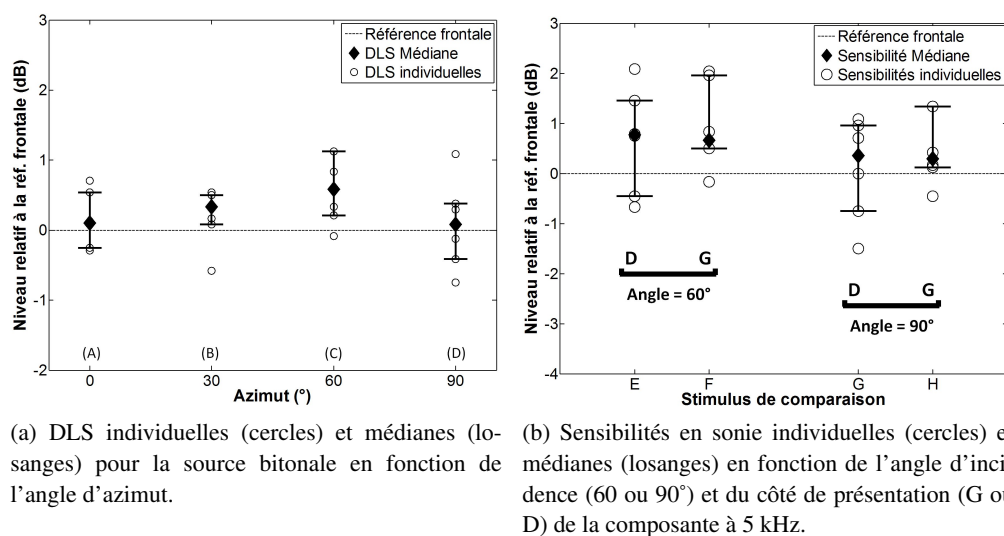 Niveau relatif à la réf. frontale (dB)
3
2
1
0
-1
-2
Référence frontale
DLS Médiane
DLS individuelles
(A)
(B)
(C)
(D)
0
30
60
90
Azimut (°)
(a) DLS individuelles (cercles) et médianes (lo-
sanges) pour la source bitonale en fonction de
l'angle d'azimut.
Niveau relatif à la réf. frontale (dB)
3
2
1
0
-1
-2
-3
-4
Référence frontale
Sensibilité Médiane
Sensibilités individuelles
D
G
Angle = 60°
D
G
Angle = 90°
E
F
G
H
Stimulus de comparaison
(b) Sensibilités en sonie individuelles (cercles) e
médianes (losanges) en fonction de l'angle d'inci
dence (60 ou 90°) et du côté de présentation (G o
D) de la composante à 5 kHz.